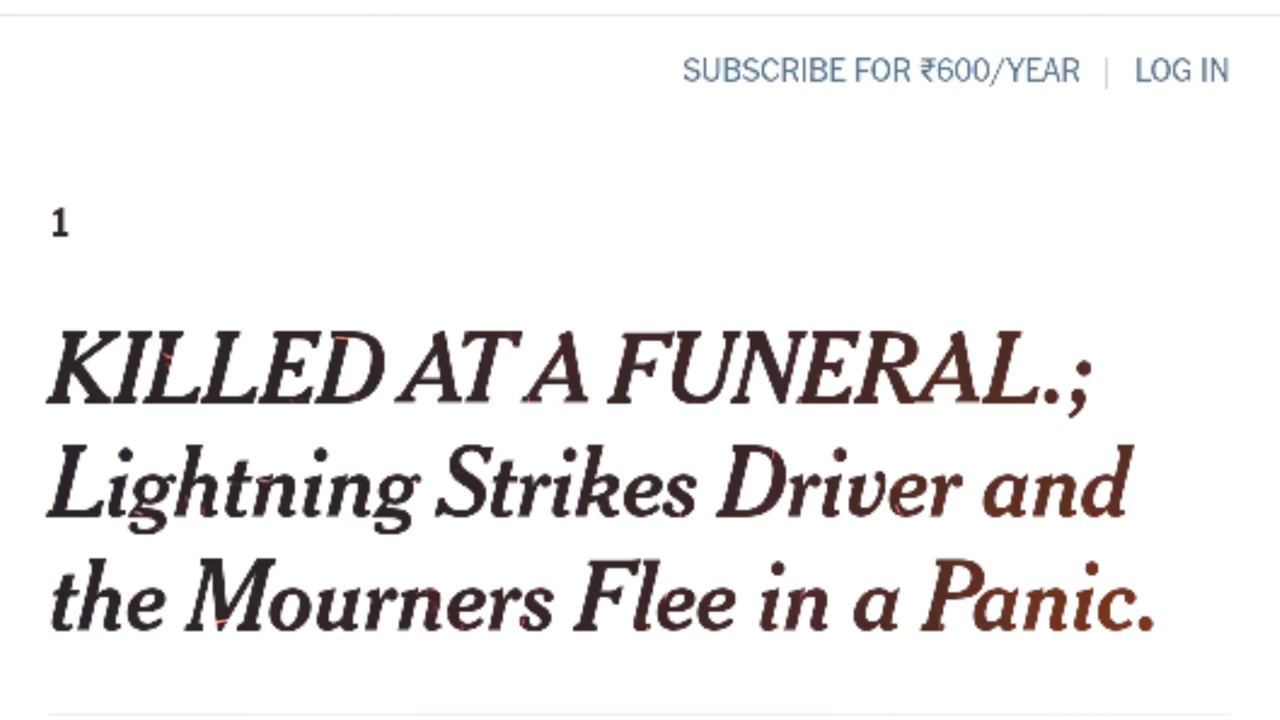 SUBSCRIBE FOR ₹600/YEAR | LOG IN
1
KILLED AT A FUNERAL.;
Lightning Strikes Driver and
the Mourners Flee in a Panic.